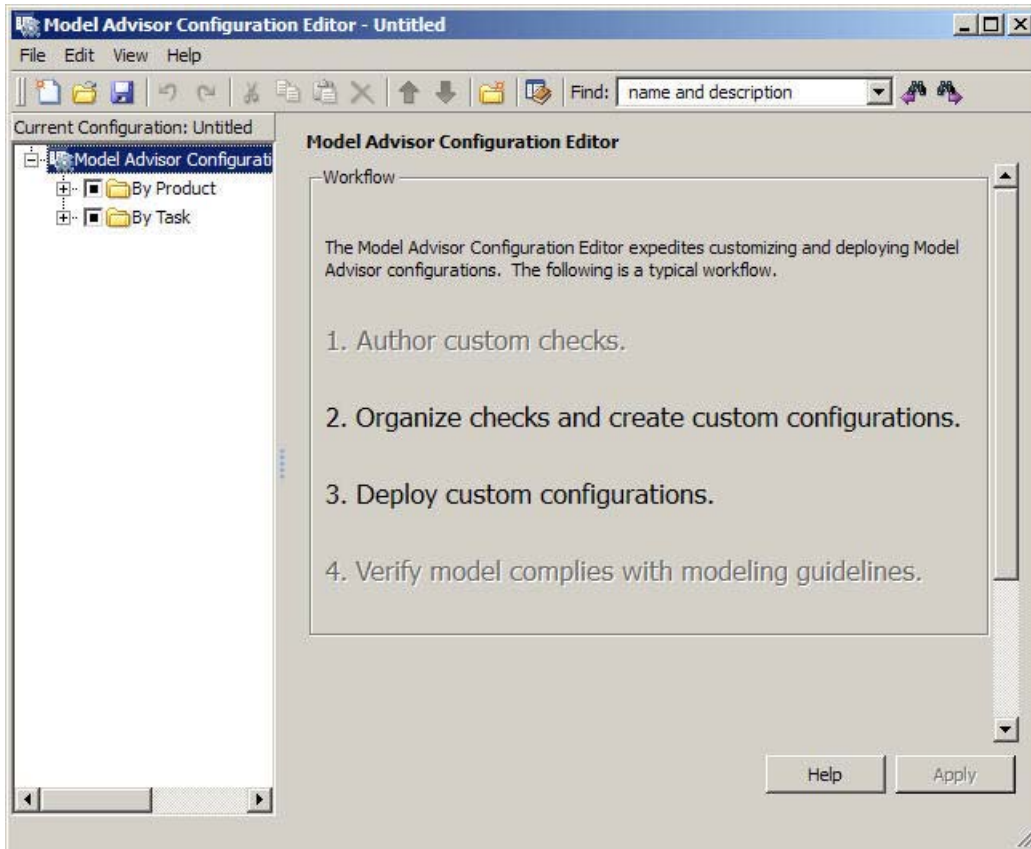 Model Advisor Configuration Editor - Untitled
File Edit View Help
Find: name and description
Current Configuration: Untitled
Model Advisor Configurati
By Product
By Task
Model Advisor Configuration Editor
Workflow
The Model Advisor Configuration Editor expedites customizing and deploying Model
Advisor configurations. The following is a typical workflow.
1. Author custom checks.
2. Organize checks and create custom configurations.
3. Deploy custom configurations.
4. Verify model complies with modeling guidelines.
Help Apply